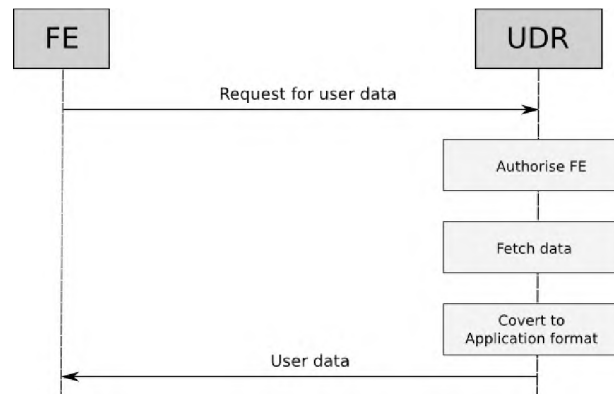 FE
UDR
Request for user data
Authorise FE
Fetch data
Covert to
Application format
User data